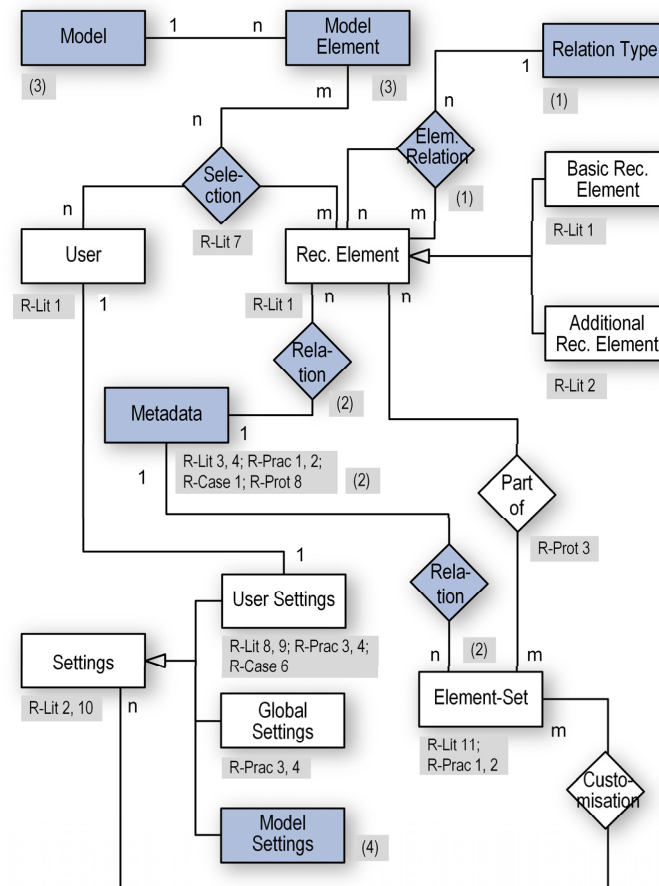 Model
1
n
Model
Element
Relation Type
(3)
m
(3)
1
(1)
n
n
Elem.
Relation
Basic Rec.
Element
Selection
(1)
n
m
n
m
R-Lit 7
R-Lit 1
User
Rec. Element
R-Lit 1
1
R-Lit 1
n
n
Additional
Rec. Element
Rela-
tion
R-Lit 2
Metadata
(2)
1
R-Lit 3, 4; R-Prac 1, 2;
R-Case 1; R-Prot 8
1
(2)
Part
of
R-Prot 3
1
Rela-
tion
User Settings
R-Lit 8, 9; R-Prac 3, 4;
R-Case 6
(2)
n
m
Settings
R-Lit 2, 10
n
Element-Set
m
R-Lit 11;
R-Prac 1, 2
Global
Settings
R-Prac 3, 4
Custo-
misation
Model
Settings
(4)